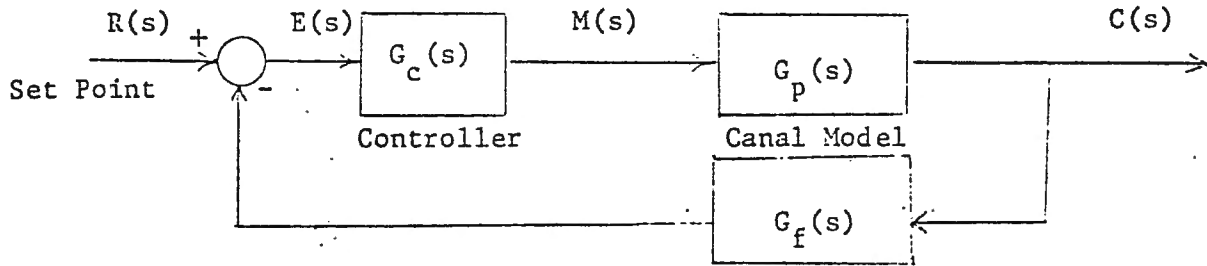 R(s)
+
E(s)
G_c(s)
M(s)
G_p(s)
C(s)
-
Set Point
Controller
Canal Model
G_f(s)